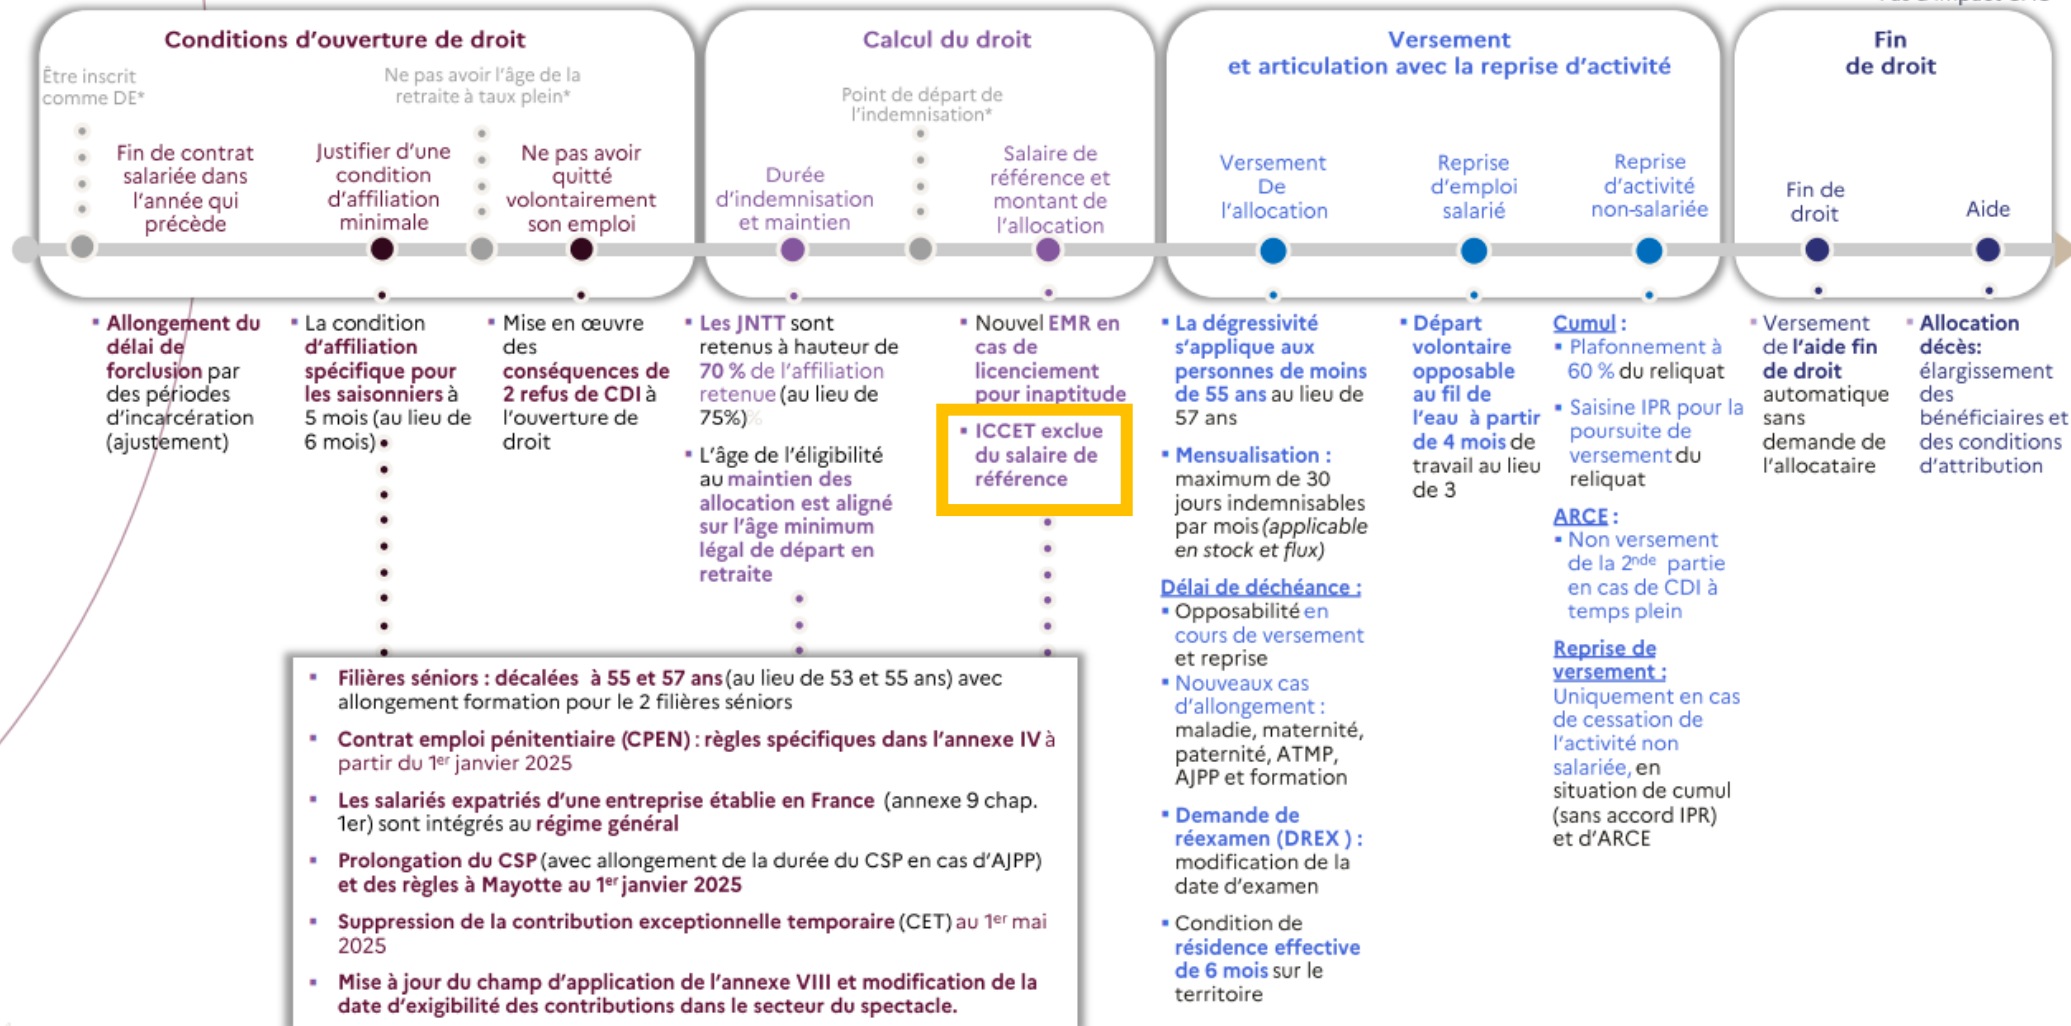 Conditions d'ouverture de droit
Être inscrit
comme DE*
Ne pas avoir l'âge de la
retraite à taux plein*
Fin de contrat
salariée dans
l'année qui
précède
Justifier d'une
condition
d'affiliation
minimale
Ne pas avoir
quitté
volontairement
son emploi
Calcul du droit
Point de départ de
l'indemnisation*
Durée
d'indemnisation
et maintien
Salaire de
référence et
montant de
l'allocation
Versement
et articulation avec la reprise d'activité
Versement
De
l'allocation
Reprise
d'emploi
salarié
Reprise
d'activité
non-salariée
Fin
de droit
Fin de
droit
Aide
▪ Allongement du
délai de
forclusion par
des périodes
d'incarcération
(ajustement)
▪ La condition
d'affiliation
spécifique pour
les saisonniers à
5 mois (au lieu de
6 mois)
▪ Mise en œuvre
des
conséquences de
2 refus de CDI à
l'ouverture de
droit
▪ Les JNTT sont
retenus à hauteur de
70 % de l'affiliation
retenue (au lieu de
75%)%
▪ L'âge de l'éligibilité
au maintien des
allocation est aligné
sur l'âge minimum
légal de départ en
retraite
▪ Nouvel EMR en
cas de
licenciement
pour inaptitude
▪ ICCET exclue
du salaire de
référence
▪ La dégressivité
s'applique aux
personnes de moins
de 55 ans au lieu de
57 ans
▪ Mensualisation :
maximum de 30
jours indemnisables
par mois (applicable
en stock et flux)
Délai de déchéance :
▪ Opposabilité en
cours de versement
et reprise
▪ Nouveaux cas
d'allongement :
maladie, maternité,
paternité, ATMP,
AJPP et formation
▪ Demande de
réexamen (DREX ) :
modification de la
date d'examen
▪ Condition de
résidence effective
de 6 mois sur le
territoire
▪ Départ
volontaire
opposable
au fil de
l'eau à partir
de 4 mois de
travail au lieu
de 3
Cumul :
▪ Plafonnement à
60 % du reliquat
▪ Saisine IPR pour la
poursuite de
versement du
reliquat
ARCE :
▪ Non versement
de la 2nde partie
en cas de CDI à
temps plein
Reprise de
versement :
Uniquement en cas
de cessation de
l'activité non
salariée, en
situation de cumul
(sans accord IPR)
et d'ARCE
▪ Versement
de l'aide fin
de droit
automatique
sans
demande de
l'allocataire
▪ Allocation
décès:
élargissement
des
bénéficiaires et
des conditions
d'attribution
▪ Filières séniors : décalées à 55 et 57 ans (au lieu de 53 et 55 ans) avec
allongement formation pour le 2 filières séniors
▪ Contrat emploi pénitentiaire (CPEN) : règles spécifiques dans l'annexe IV à
partir du 1er janvier 2025
▪ Les salariés expatriés d'une entreprise établie en France (annexe 9 chap.
1er) sont intégrés au régime général
▪ Prolongation du CSP (avec allongement de la durée du CSP en cas d'AJPP)
et des règles à Mayotte au 1er janvier 2025
▪ Suppression de la contribution exceptionnelle temporaire (CET) au 1er mai
2025
▪ Mise à jour du champ d'application de l'annexe VIII et modification de la
date d'exigibilité des contributions dans le secteur du spectacle.